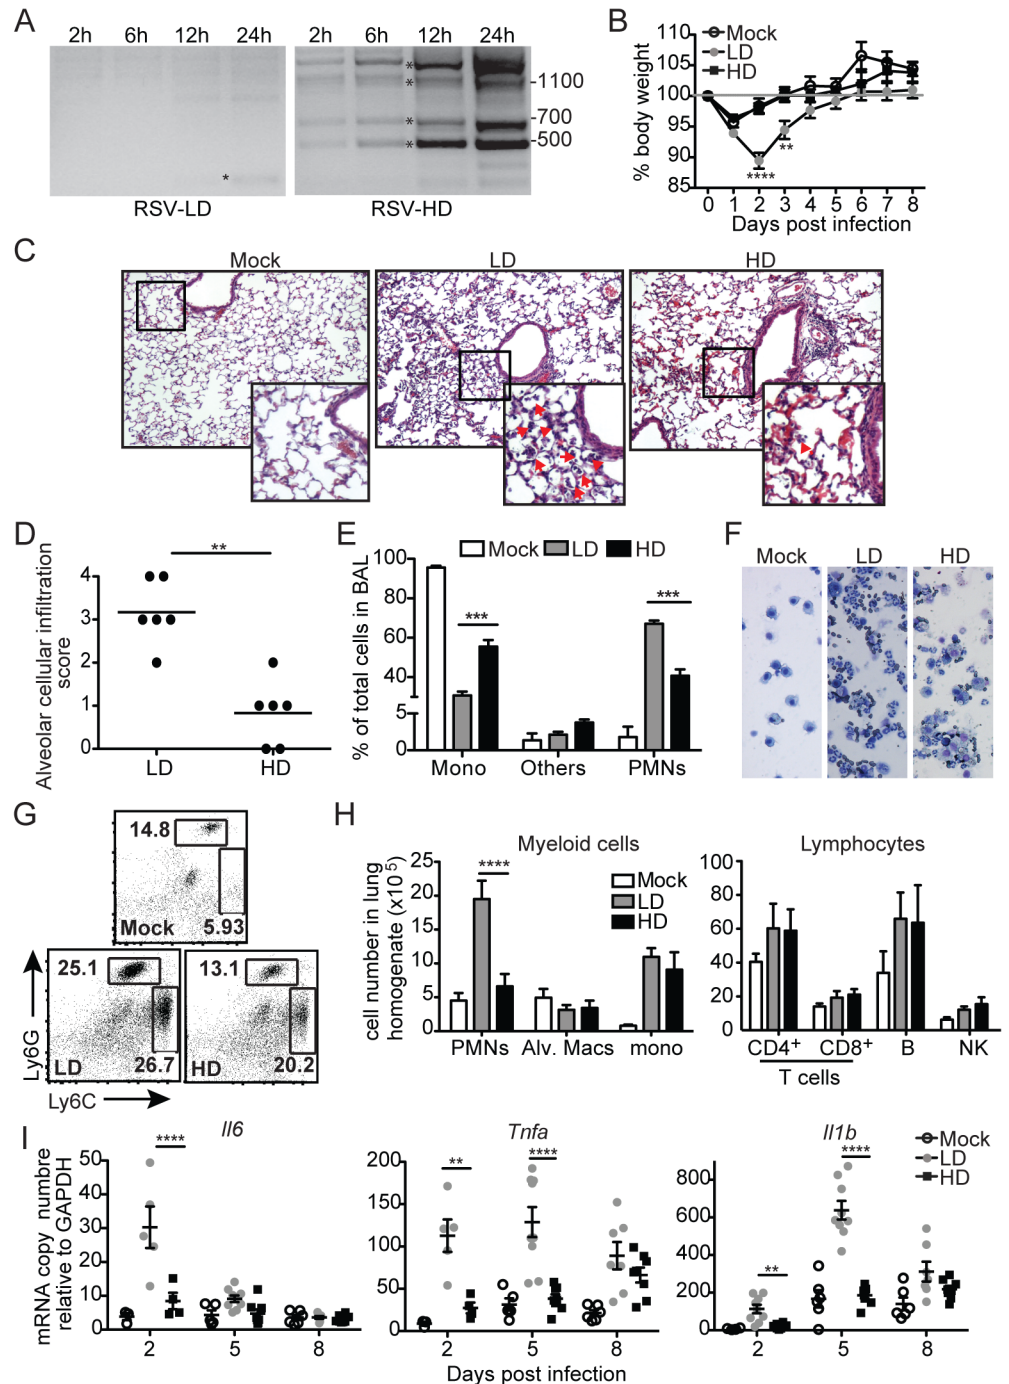 A
2h 6h 12h 24h 2h 6h 12h 24h
*
*
*
*
*
-1100
-700
-500
RSV-LD RSV-HD
B
Mock
LD
HD
% body weight
110
105
100
95
90
85
**
****
0 1 2 3 4 5 6 7 8
Days post infection
C
Mock LD HD
D
Alveolar cellular infiltration
score
**
4
3
2
1
0
LD HD
E
Mock LD HD
% of total cells in BAL
100
80
60
40
5
0
***
***
Mono Others PMNs
F
Mock LD HD
G
14.8
Mock 5.93
25.1 13.1
LD 26.7 HD 20.2
Ly6G
Ly6C
H
Myeloid cells
cell number in lung
homogenate (x10⁵)
25
20
15
10
5
0
****
Mock
LD
HD
PMNs Alv. Macs mono
Lymphocytes
100
80
60
40
20
0
CD4⁺ CD8⁺ B NK
T cells
I
Il6 Tnfa Il1b
Mock
LD
HD
mRNA copy numbre
relative to GAPDH
50
40
30
20
10
0
****
2 5 8
200
150
100
50
0
**
****
2 5 8
600
400
200
0
**
****
2 5 8
Days post infection